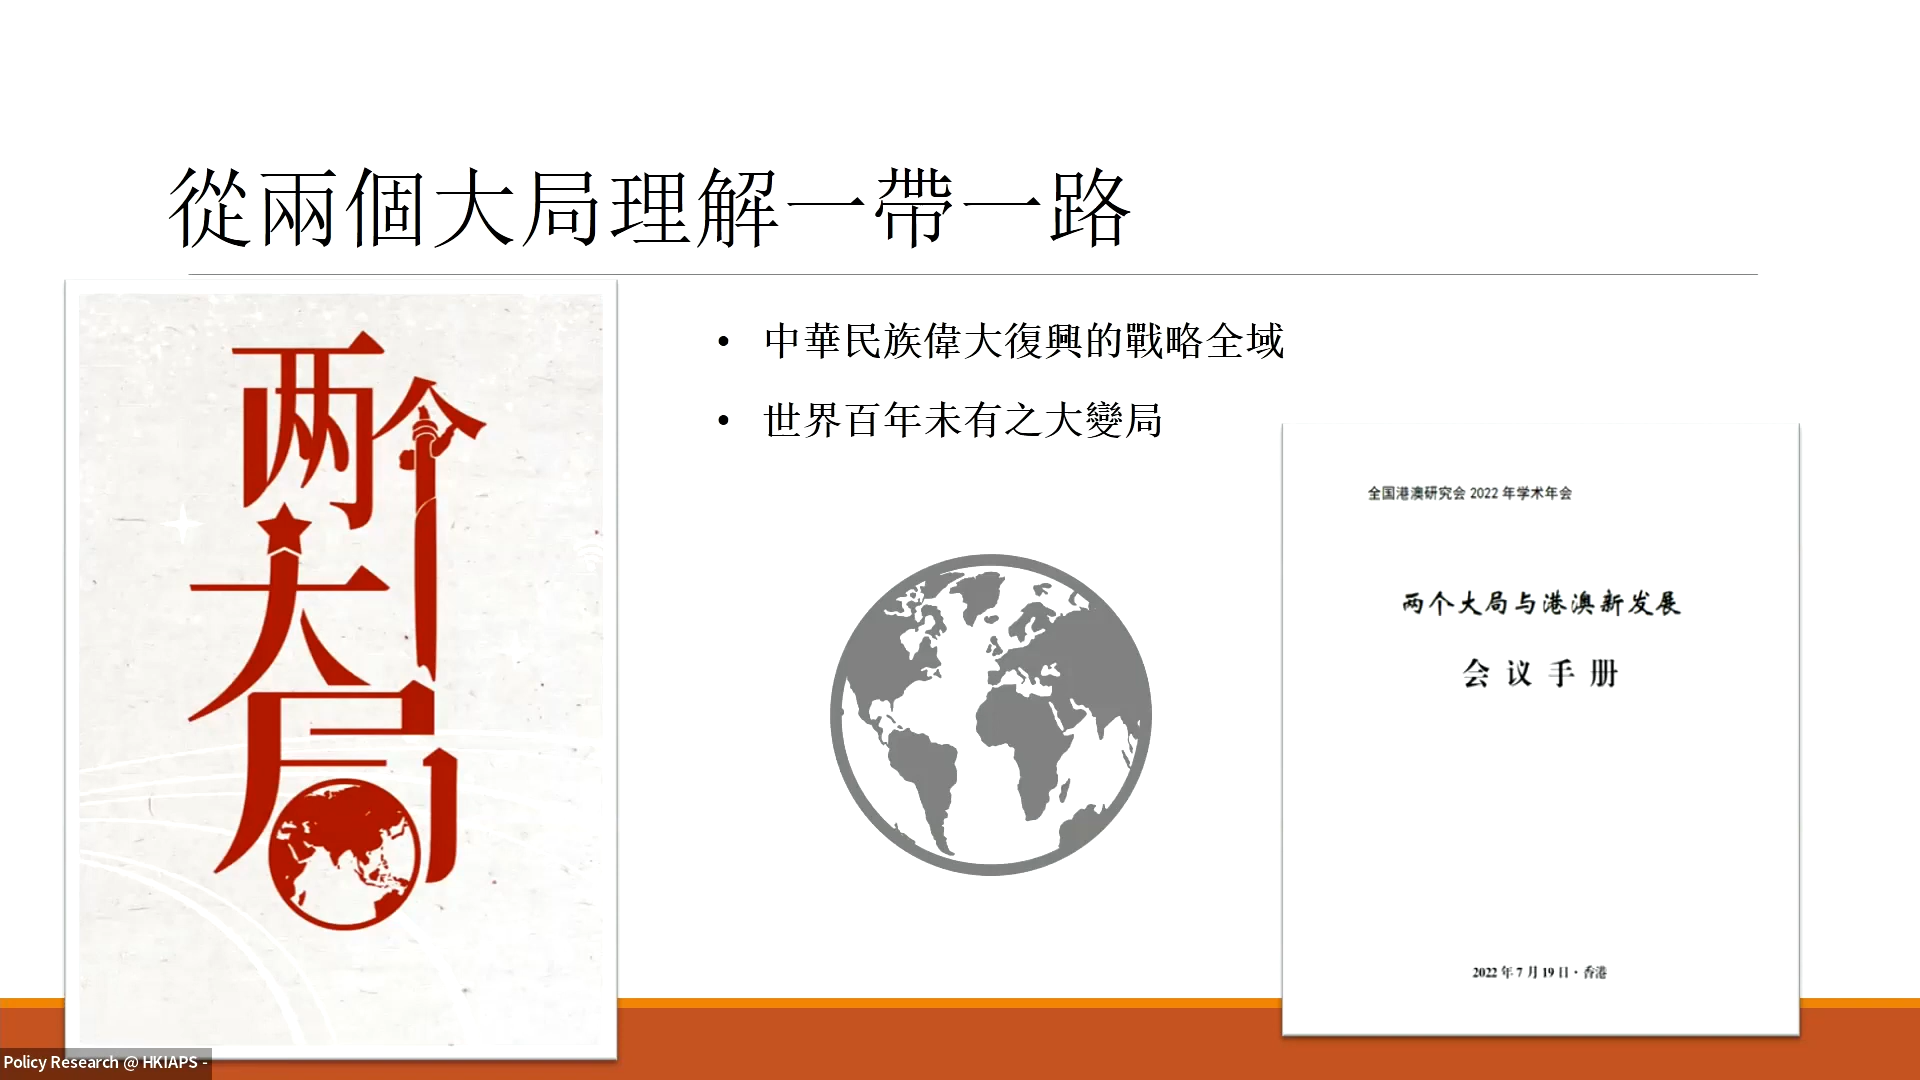 從兩個大局理解一帶一路
两个大局
• 中華民族偉大復興的戰略全域
• 世界百年未有之大變局
全国港澳研究会 2022 年学术年会
两个大局与港澳新发展
会议手册
2022 年 7 月 19 日 · 香港
Policy Research @ HKIAPS -